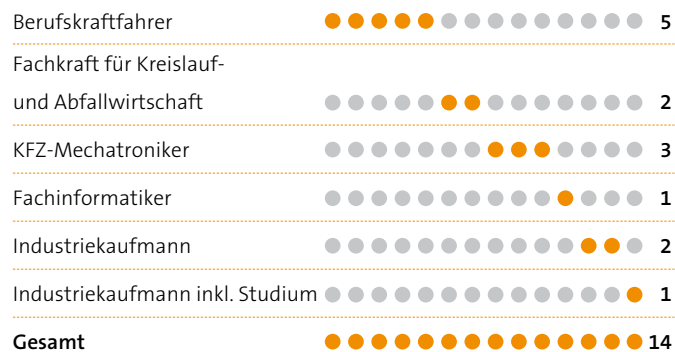 Berufskraftfahrer 5
Fachkraft für Kreislauf-
und Abfallwirtschaft 2
KFZ-Mechatroniker 3
Fachinformatiker 1
Industriekaufmann 2
Industriekaufmann inkl. Studium 1
Gesamt 14